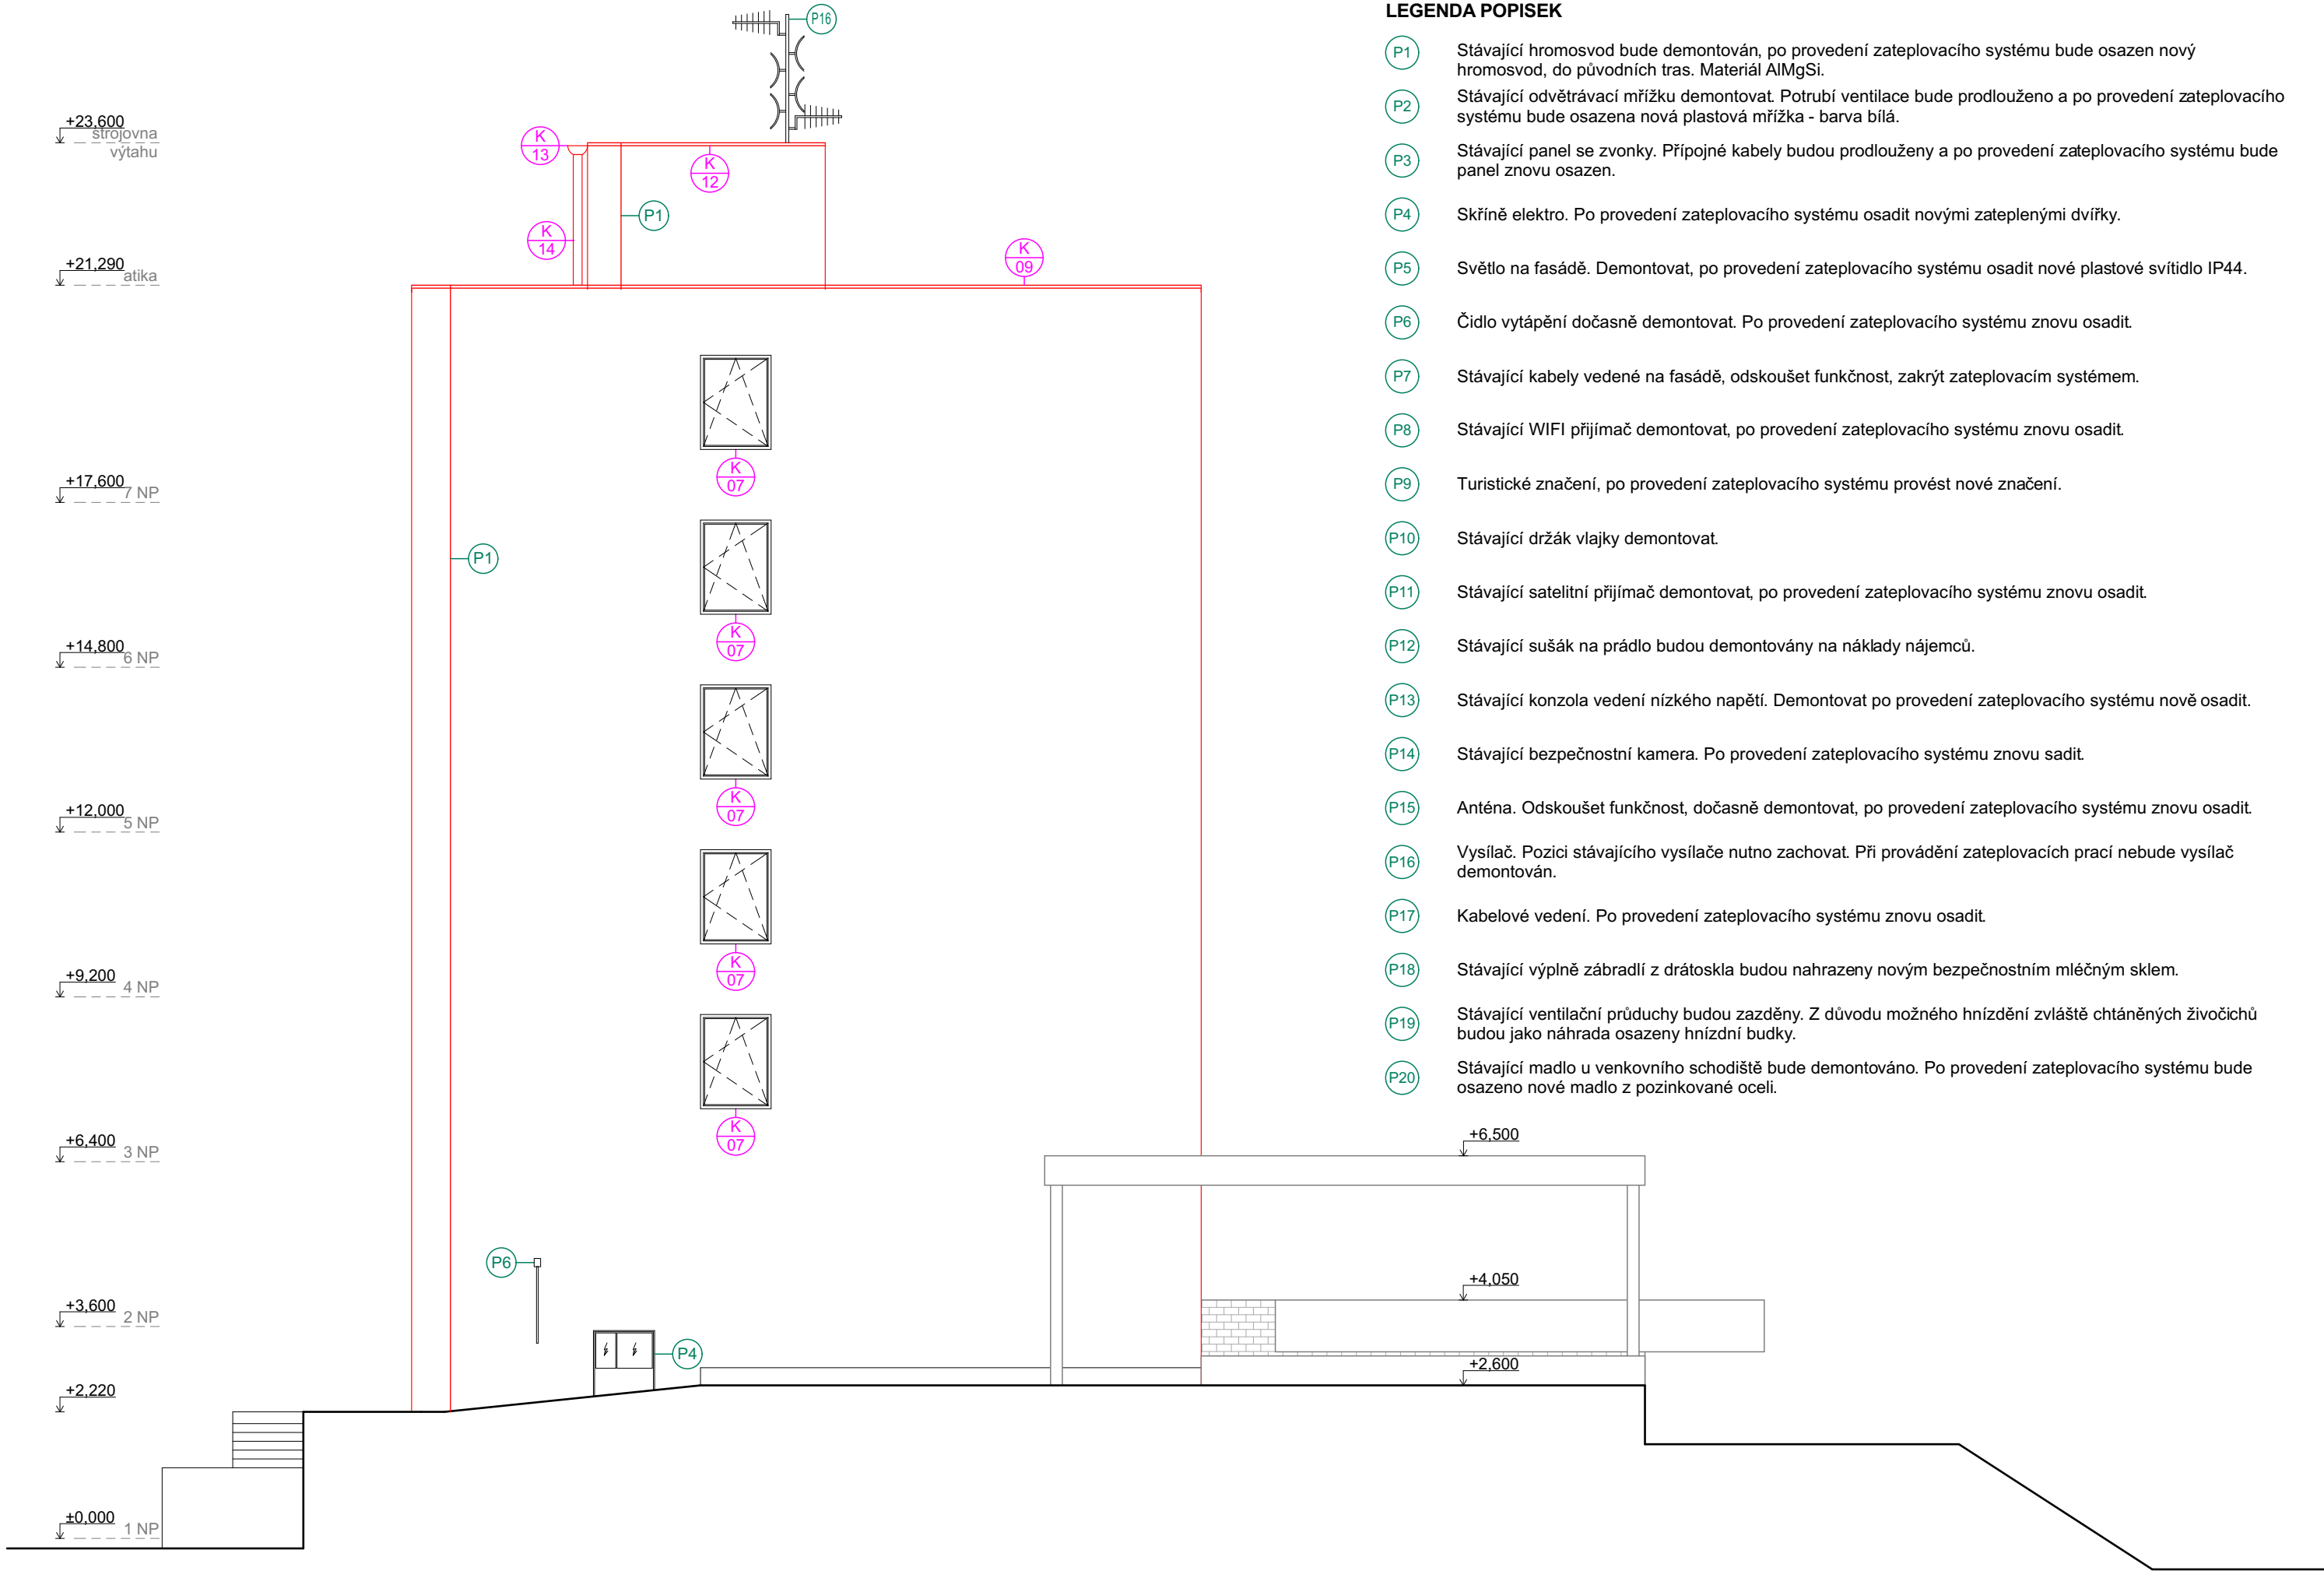 LEGENDA POPISEK
P1
Stávající hromosvod bude demontován, po provedení zateplovacího systému bude osazen nový
hromosvod, do původních tras. Materiál AlMgSi.
P2
Stávající odvětrávací mřížku demontovat. Potrubí ventilace bude prodlouženo a po provedení zateplovacího
systému bude osazena nová plastová mřížka - barva bílá.
P3
Stávající panel se zvonky. Přípojné kabely budou prodlouženy a po provedení zateplovacího systému bude
panel znovu osazen.
P4
Skříně elektro. Po provedení zateplovacího systému osadit novými zateplenými dvířky.
P5
Světlo na fasádě. Demontovat, po provedení zateplovacího systému osadit nové plastové svítidlo IP44.
P6
Čidlo vytápění dočasně demontovat. Po provedení zateplovacího systému znovu osadit.
P7
Stávající kabely vedené na fasádě, odskoušet funkčnost, zakrýt zateplovacím systémem.
P8
Stávající WIFI přijímač demontovat, po provedení zateplovacího systému znovu osadit.
P9
Turistické značení, po provedení zateplovacího systému provést nové značení.
P10
Stávající držák vlajky demontovat.
P11
Stávající satelitní přijímač demontovat, po provedení zateplovacího systému znovu osadit.
P12
Stávající sušák na prádlo budou demontovány na náklady nájemců.
P13
Stávající konzola vedení nízkého napětí. Demontovat po provedení zateplovacího systému nově osadit.
P14
Stávající bezpečnostní kamera. Po provedení zateplovacího systému znovu sadit.
P15
Anténa. Odskoušet funkčnost, dočasně demontovat, po provedení zateplovacího systému znovu osadit.
P16
Vysílač. Pozici stávajícího vysílače nutno zachovat. Při provádění zateplovacích prací nebude vysílač
demontován.
P17
Kabelové vedení. Po provedení zateplovacího systému znovu osadit.
P18
Stávající výplně zábradlí z drátoskla budou nahrazeny novým bezpečnostním mléčným sklem.
P19
Stávající ventilační průduchy budou zazděny. Z důvodu možného hnízdění zvláště chtáněných živočichů
budou jako náhrada osazeny hnízdní budky.
P20
Stávající madlo u venkovního schodiště bude demontováno. Po provedení zateplovacího systému bude
osazeno nové madlo z pozinkované oceli.
P16
+23,600
strojovna
výtahu
K
13
K
12
P1
K
14
K
09
+21,290
atika
K
07
+17,600
7 NP
P1
K
07
+14,800
6 NP
K
07
+12,000
5 NP
K
07
+9,200
4 NP
K
07
+6,400
3 NP
+6,500
P6
+4,050
+3,600
2 NP
P4
+2,600
+2,220
±0,000
1 NP